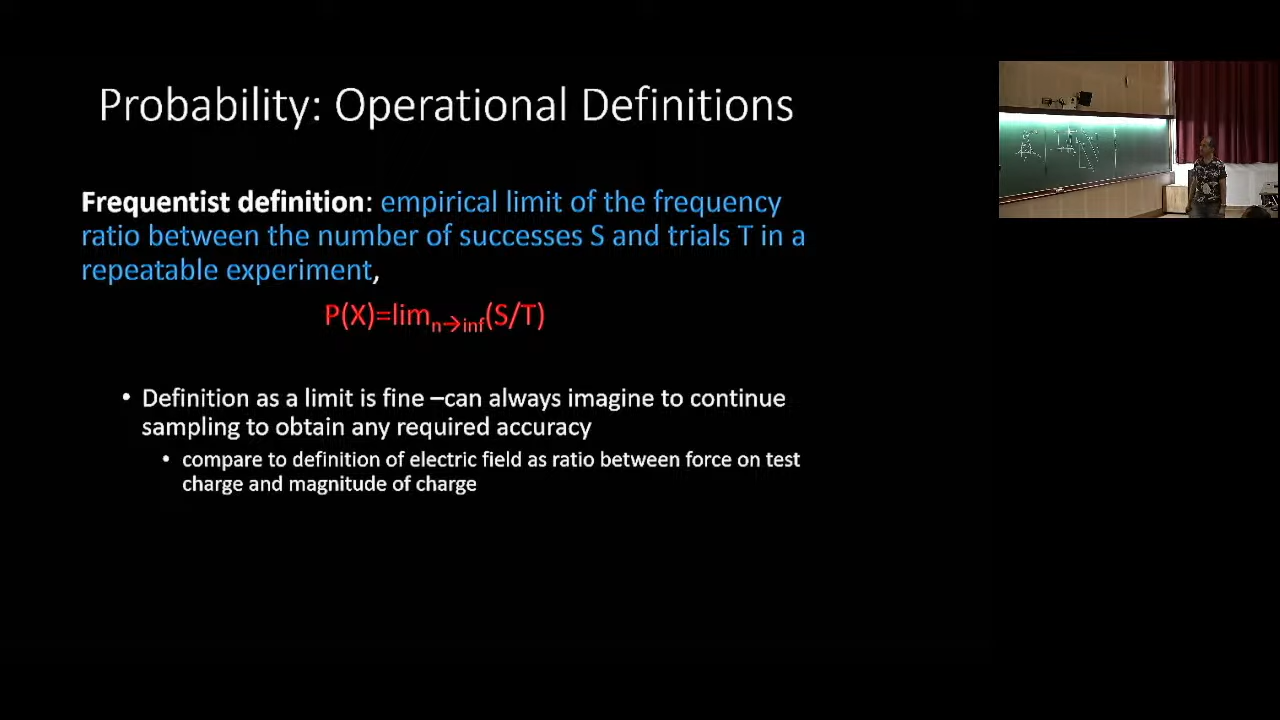 Probability: Operational Definitions
Frequentist definition: empirical limit of the frequency
ratio between the number of successes S and trials T in a
repeatable experiment,
P(X)=lim_n→inf(S/T)
• Definition as a limit is fine –can always imagine to continue
sampling to obtain any required accuracy
• compare to definition of electric field as ratio between force on test
charge and magnitude of charge